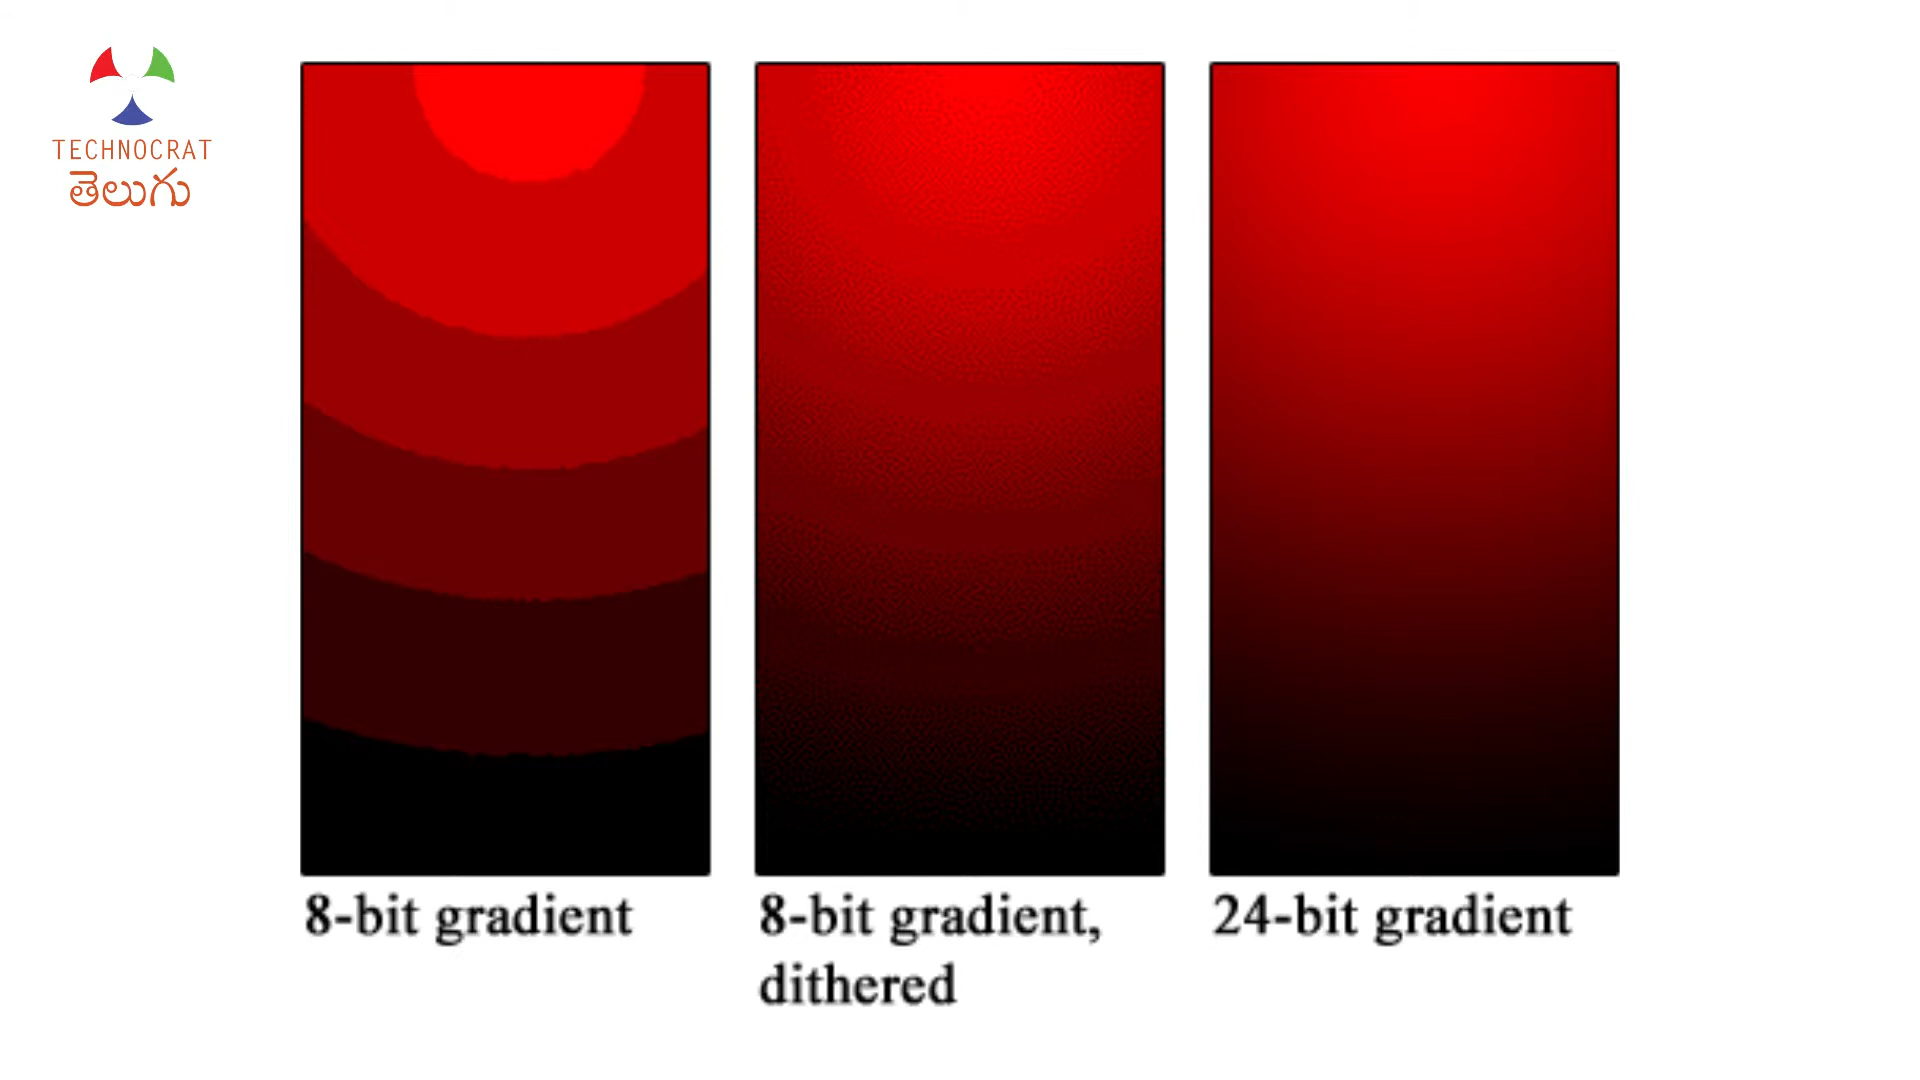 TECHNOCRAT
తెలుగు
8-bit gradient
8-bit gradient,
dithered
24-bit gradient